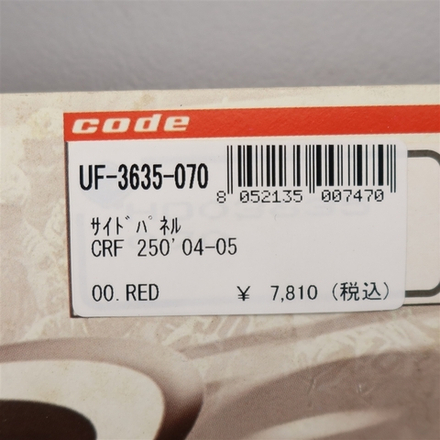 code
UF-3635-070
8 052135 007470
ｻｲﾄﾞﾊﾟﾈﾙ
CRF 250'04-05
00.RED ¥ 7,810 (税込)